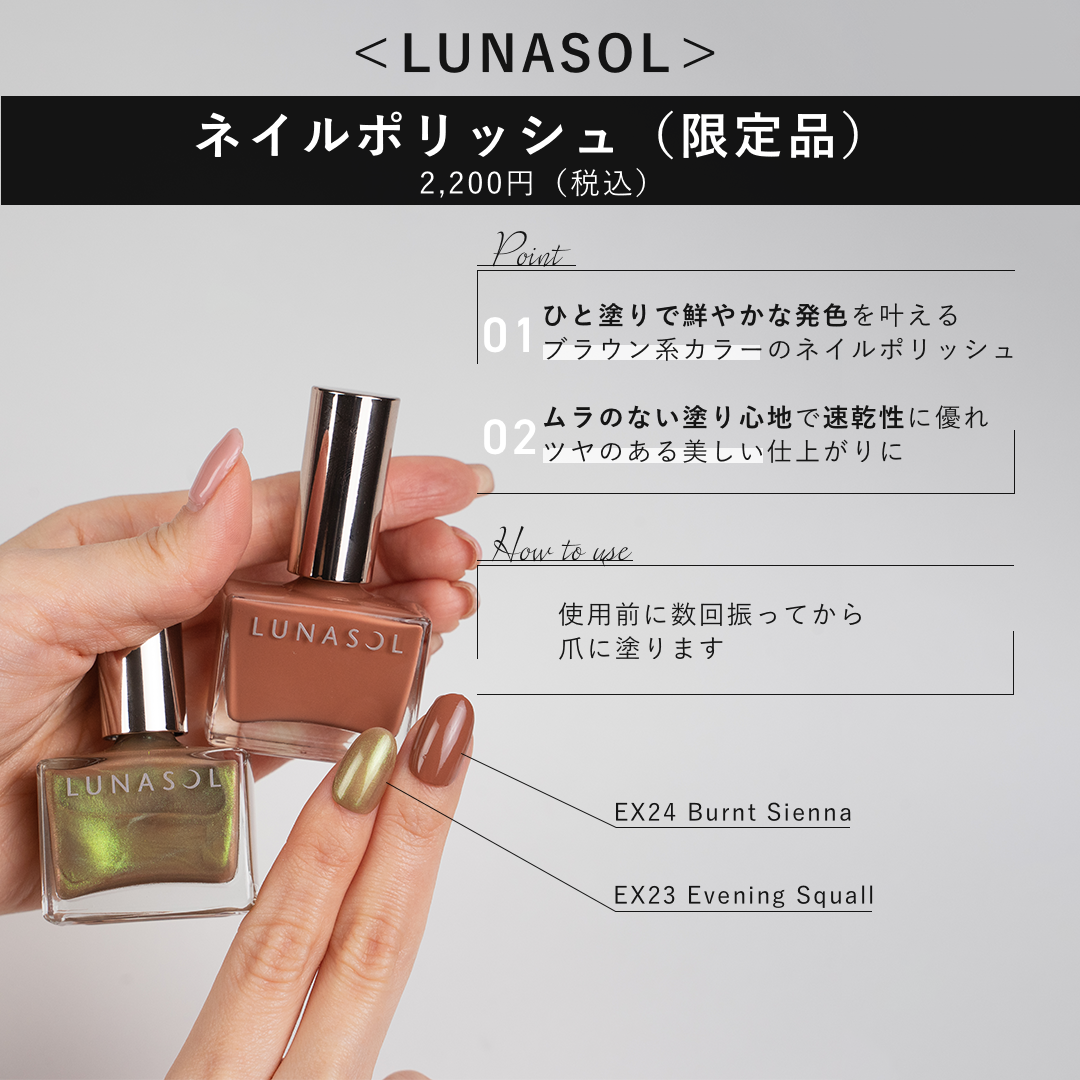 ＜LUNASOL＞
ネイルポリッシュ（限定品）
2,200円（税込）
Point
01
ひと塗りで鮮やかな発色を叶える
ブラウン系カラーのネイルポリッシュ
02
ムラのない塗り心地で速乾性に優れ
ツヤのある美しい仕上がりに
How to use
使用前に数回振ってから
爪に塗ります
LUNASOL
LUNASOL
EX24 Burnt Sienna
EX23 Evening Squall